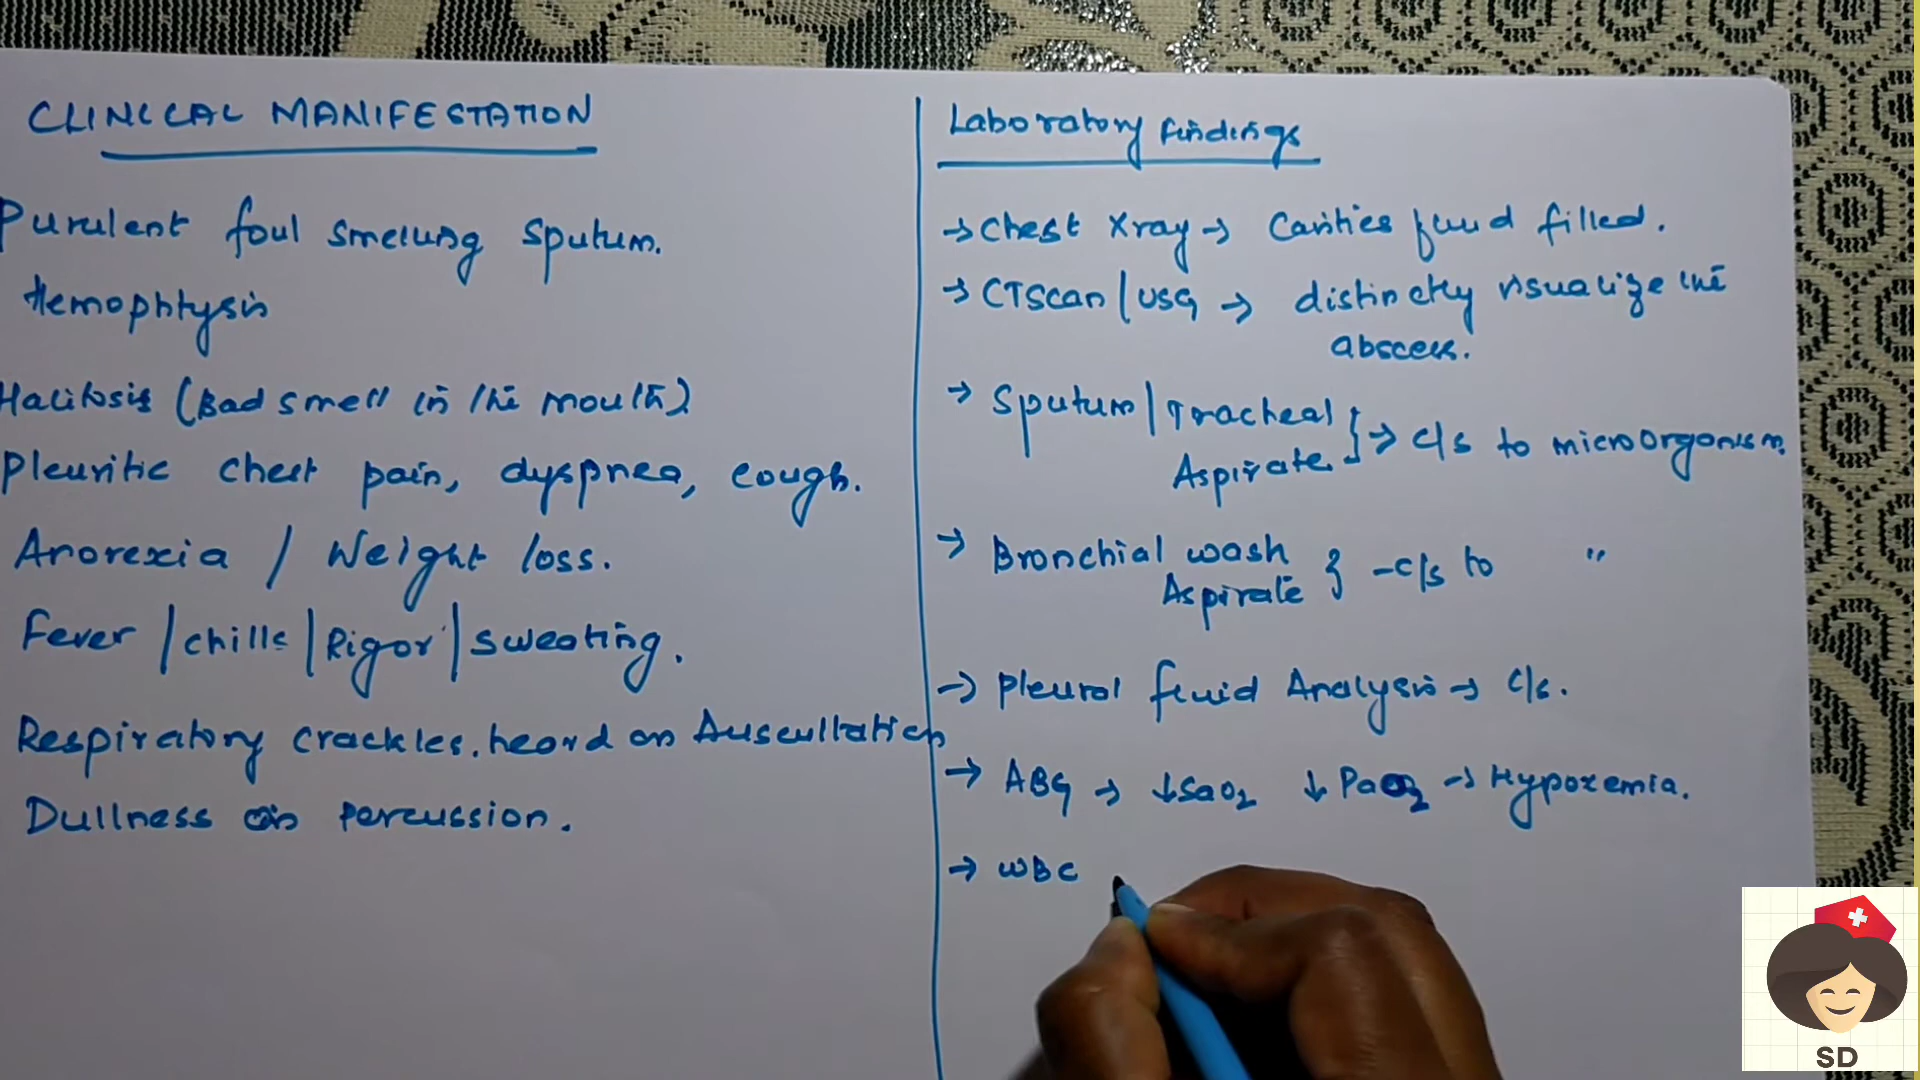 CLINICAL MANIFESTATION
Purulent foul smelling sputum.
Hemophtysis
Halitosis (Bad smell in the mouth)
Pleuritic chest pain, dyspnea, cough.
Anorexia / Weight loss.
Fever / chills / Rigor / sweating.
Respiratory crackles. heard on Auscultation
Dullness on percussion.
Laboratory findings
→ Chest Xray → Cavities fluid filled.
→ CTScan / USG → distinctly visualize the
abscess.
→ Sputum / Tracheal
Aspirate } → c/s to microorganism.
→ Bronchial wash
Aspirate } - c/s to "
→ Pleural fluid Analysis → c/s.
→ ABG → ↓SaO2 ↓PaO2 → Hypoxemia.
→ WBC
SD